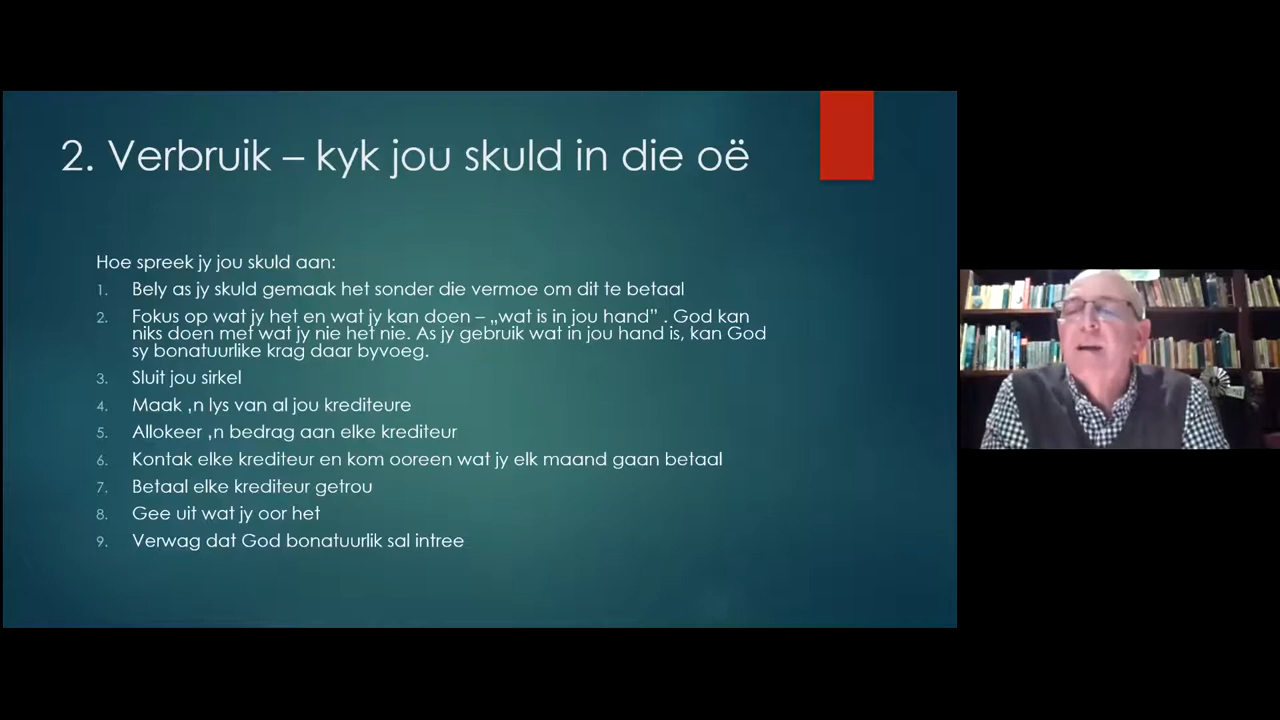 2. Verbruik – kyk jou skuld in die oë
Hoe spreek jy jou skuld aan:
1. Bely as jy skuld gemaak het sonder die vermoe om dit te betaal
2. Fokus op wat jy het en wat jy kan doen – „wat is in jou hand” . God kan
niks doen met wat jy nie het nie. As jy gebruik wat in jou hand is, kan God
sy bonatuurlike krag daar byvoeg.
3. Sluit jou sirkel
4. Maak ‚n lys van al jou krediteure
5. Allokeer ‚n bedrag aan elke krediteur
6. Kontak elke krediteur en kom ooreen wat jy elk maand gaan betaal
7. Betaal elke krediteur getrou
8. Gee uit wat jy oor het
9. Verwag dat God bonatuurlik sal intree